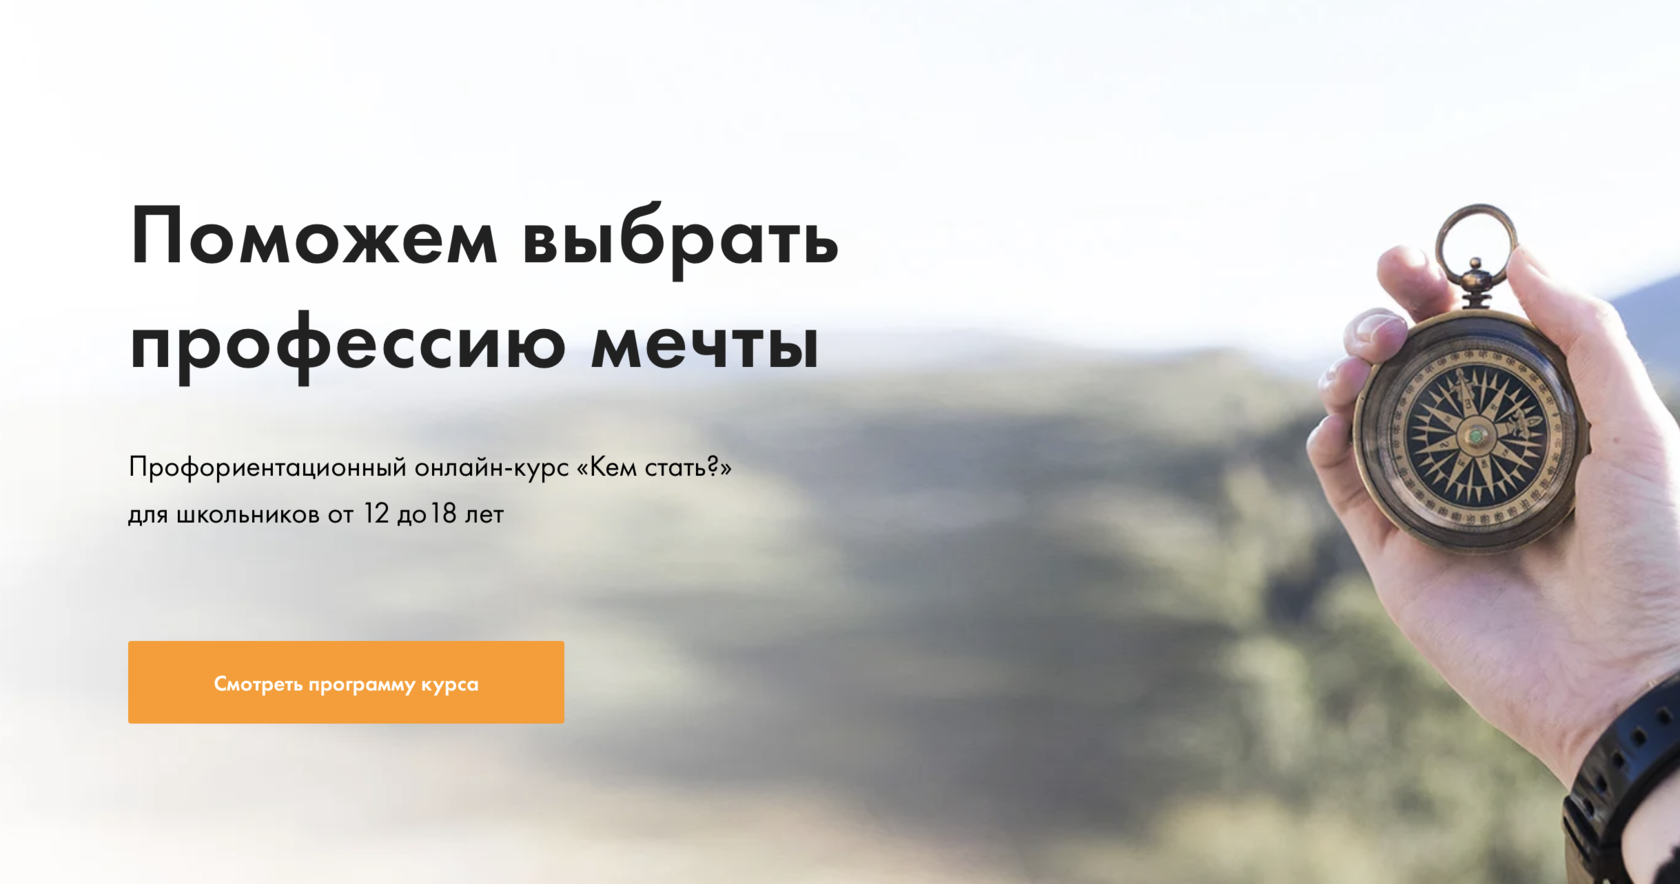 Поможем выбрать
профессию мечты
Профориентационный онлайн-курс «Кем стать?»
для школьников от 12 до18 лет
Смотреть программу курса